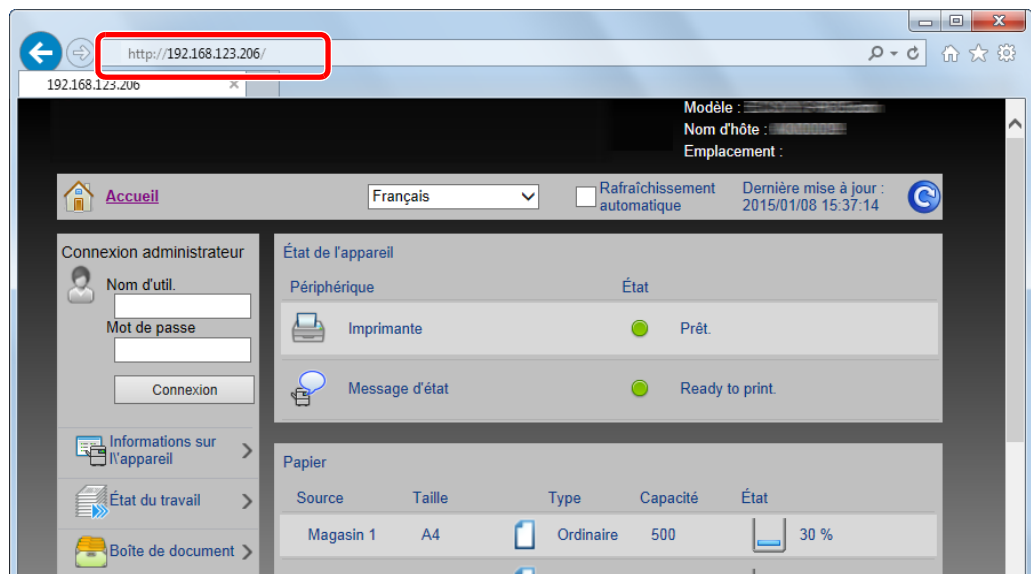 http://192.168.123.206/
192.168.123.206
Modèle :
Nom d'hôte :
Emplacement :
Accueil
Français
Rafraîchissement
automatique
Dernière mise à jour :
2015/01/08 15:37:14
Connexion administrateur
Nom d'util.
Mot de passe
Connexion
Informations sur
l\'appareil
État du travail
Boîte de document
État de l'appareil
Périphérique État
Imprimante Prêt.
Message d'état Ready to print.
Papier
Source Taille Type Capacité État
Magasin 1 A4 Ordinaire 500 30 %